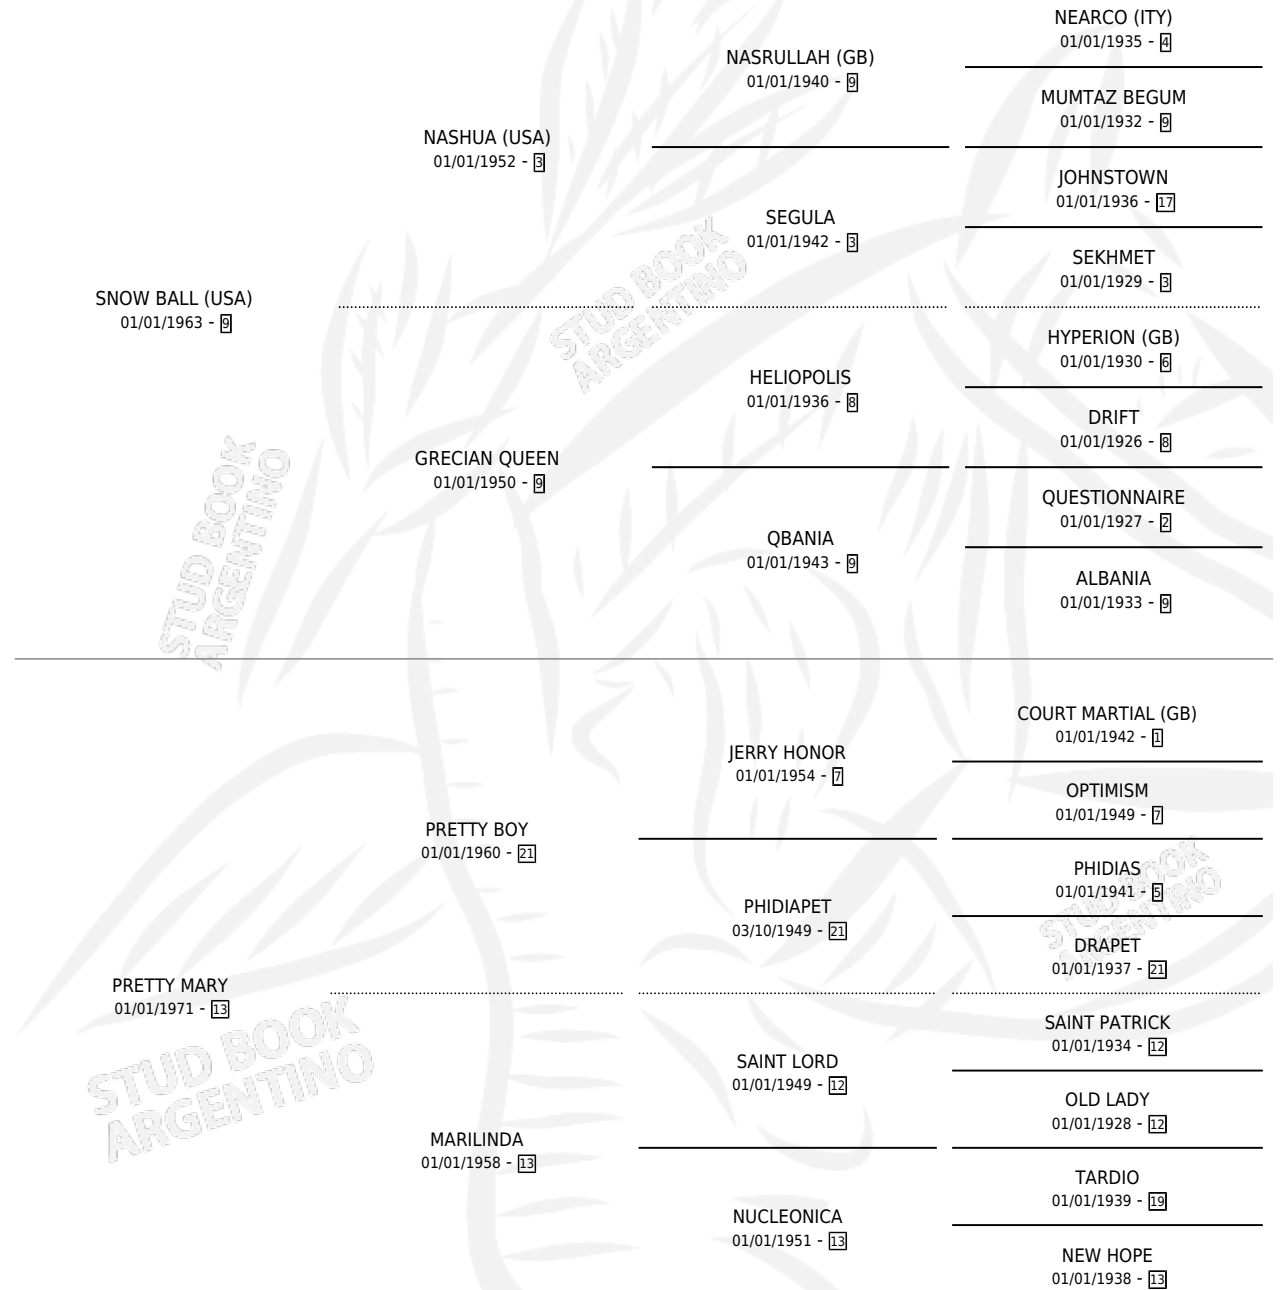 NEARCO (ITY)
01/01/1935 - 4
NASRULLAH (GB)
01/01/1940 - 9
MUMTAZ BEGUM
01/01/1932 - 9
NASHUA (USA)
01/01/1952 - 3
JOHNSTOWN
01/01/1936 - 17
SEGULA
01/01/1942 - 3
SEKHMET
01/01/1929 - 3
SNOW BALL (USA)
01/01/1963 - 9
HYPERION (GB)
01/01/1930 - 6
HELIOPOLIS
01/01/1936 - 8
DRIFT
01/01/1926 - 8
GRECIAN QUEEN
01/01/1950 - 9
QUESTIONNAIRE
01/01/1927 - 2
QBANIA
01/01/1943 - 9
ALBANIA
01/01/1933 - 9
COURT MARTIAL (GB)
01/01/1942 - 1
JERRY HONOR
01/01/1954 - 7
OPTIMISM
01/01/1949 - 7
PRETTY BOY
01/01/1960 - 21
PHIDIAS
01/01/1941 - 5
PHIDIAPET
03/10/1949 - 21
DRAPET
01/01/1937 - 21
PRETTY MARY
01/01/1971 - 13
SAINT PATRICK
01/01/1934 - 12
SAINT LORD
01/01/1949 - 12
OLD LADY
01/01/1928 - 12
MARILINDA
01/01/1958 - 13
TARDIO
01/01/1939 - 19
NUCLEONICA
01/01/1951 - 13
NEW HOPE
01/01/1938 - 13
STUD BOOK
ARGENTINO
STUD BOOK
ARGENTINO
STUD BOOK
ARGENTINO
STUD BOOK
ARGENTINO